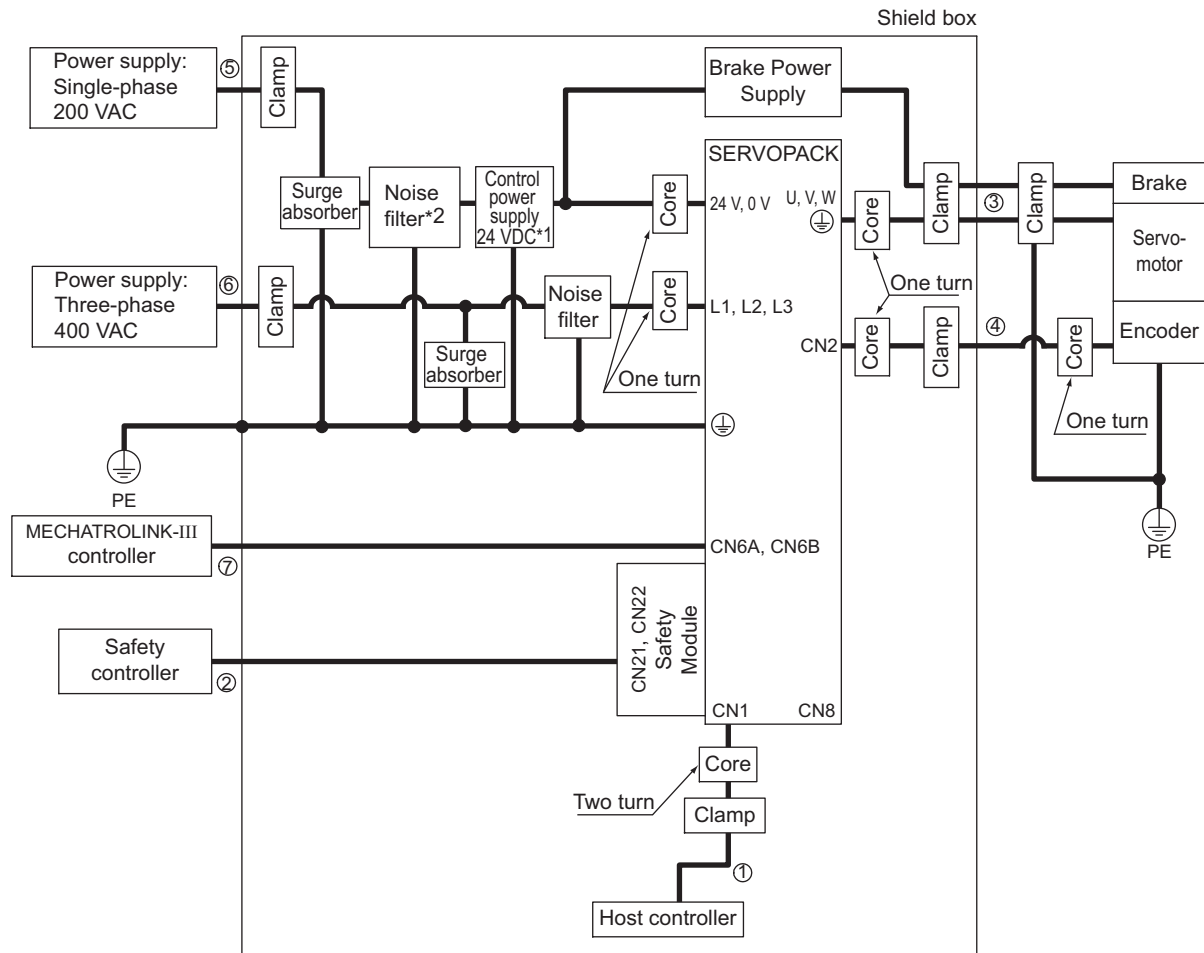 Shield box
Power supply:
Single-phase
200 VAC
⑤
Clamp
Brake Power
Supply
SERVOPACK
Surge
absorber
Noise
filter*2
Control
power
supply
24 VDC*1
Core
24 V, 0 V
U, V, W
Core
Clamp
③
Clamp
Brake
Servo-
motor
Encoder
Power supply:
Three-phase
400 VAC
⑥
Clamp
Surge
absorber
Noise
filter
Core
L1, L2, L3
One turn
One turn
CN2
Core
Clamp
④
Core
One turn
PE
PE
MECHATROLINK-III
controller
⑦
CN6A, CN6B
Safety
controller
②
CN21, CN22
Safety
Module
CN1
CN8
Core
Two turn
Clamp
①
Host controller